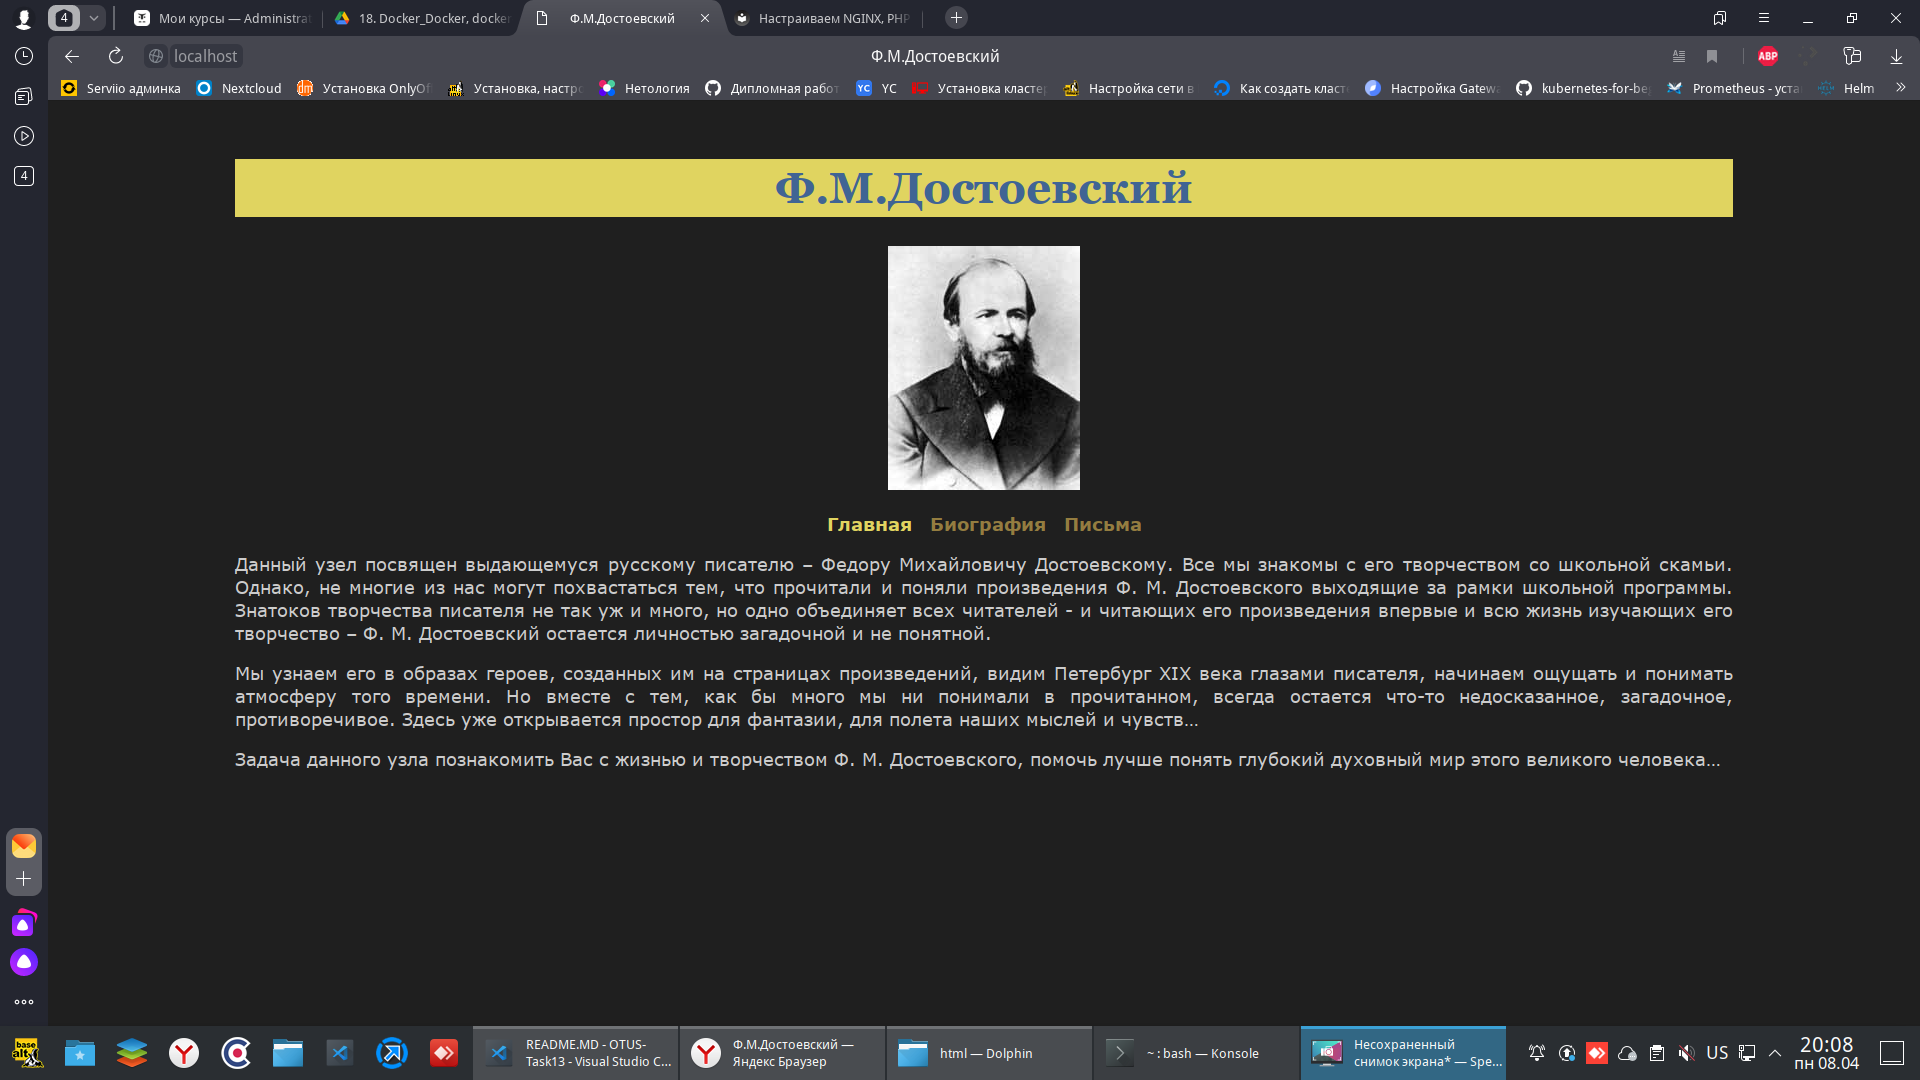 4
Мои курсы — Administra
18. Docker_Docker, docker
Ф.М.Достоевский
Настраиваем NGINX, PHP
localhost
Ф.М.Достоевский
ABP
Serviio админка
Nextcloud
Установка OnlyOf
Установка, настро
Нетология
Дипломная работ
YC
YC
Установка кластер
Настройка сети в
Как создать класт
Настройка Gatewa
kubernetes-for-be
Prometheus - уста
Helm
4
Ф.М.Достоевский
Главная Биография Письма
Данный узел посвящен выдающемуся русскому писателю – Федору Михайловичу Достоевскому. Все мы знакомы с его творчеством со школьной скамьи.
Однако, не многие из нас могут похвастаться тем, что прочитали и поняли произведения Ф. М. Достоевского выходящие за рамки школьной программы.
Знатоков творчества писателя не так уж и много, но одно объединяет всех читателей - и читающих его произведения впервые и всю жизнь изучающих его
творчество – Ф. М. Достоевский остается личностью загадочной и не понятной.
Мы узнаем его в образах героев, созданных им на страницах произведений, видим Петербург XIX века глазами писателя, начинаем ощущать и понимать
атмосферу того времени. Но вместе с тем, как бы много мы ни понимали в прочитанном, всегда остается что-то недосказанное, загадочное,
противоречивое. Здесь уже открывается простор для фантазии, для полета наших мыслей и чувств…
Задача данного узла познакомить Вас с жизнью и творчеством Ф. М. Достоевского, помочь лучше понять глубокий духовный мир этого великого человека…
base
alt
README.MD - OTUS-
Task13 - Visual Studio C...
Ф.М.Достоевский —
Яндекс Браузер
html — Dolphin
~ : bash — Konsole
Несохраненный
снимок экрана* — Spe...
US
20:08
пн 08.04